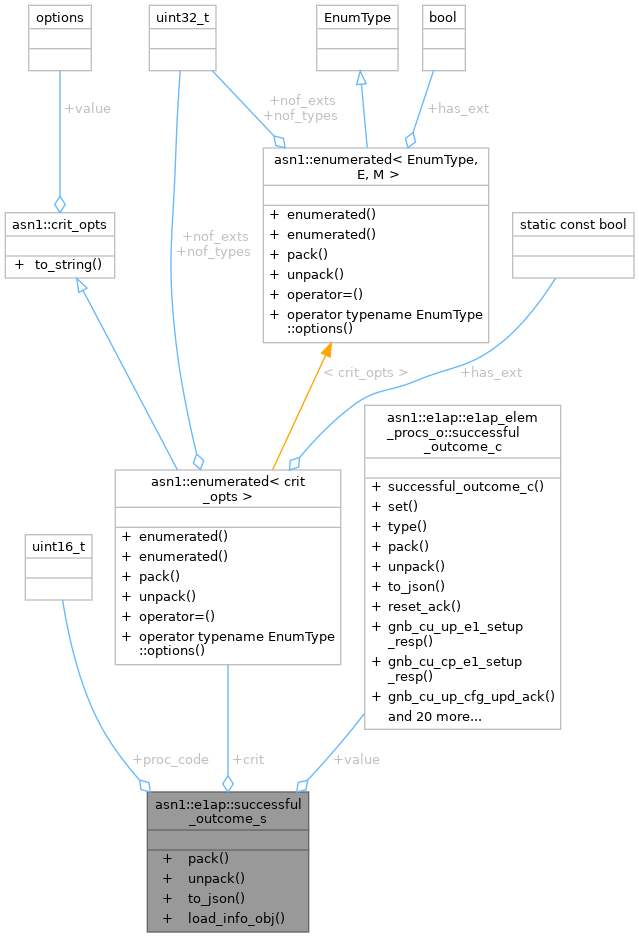 options
uint32_t
EnumType
bool
+value
+nof_exts
+nof_types
+has_ext
asn1::enumerated< EnumType,
E, M >
+ enumerated()
+ enumerated()
+ pack()
+ unpack()
+ operator=()
+ operator typename EnumType
::options()
asn1::crit_opts
+ to_string()
+nof_exts
+nof_types
static const bool
< crit_opts >
+has_ext
asn1::e1ap::e1ap_elem
_procs_o::successful
_outcome_c
+ successful_outcome_c()
+ set()
+ type()
+ pack()
+ unpack()
+ to_json()
+ reset_ack()
+ gnb_cu_up_e1_setup
_resp()
+ gnb_cu_cp_e1_setup
_resp()
+ gnb_cu_up_cfg_upd_ack()
and 20 more...
asn1::enumerated< crit
_opts >
+ enumerated()
+ enumerated()
+ pack()
+ unpack()
+ operator=()
+ operator typename EnumType
::options()
uint16_t
+proc_code
+crit
+value
asn1::e1ap::successful
_outcome_s
+ pack()
+ unpack()
+ to_json()
+ load_info_obj()